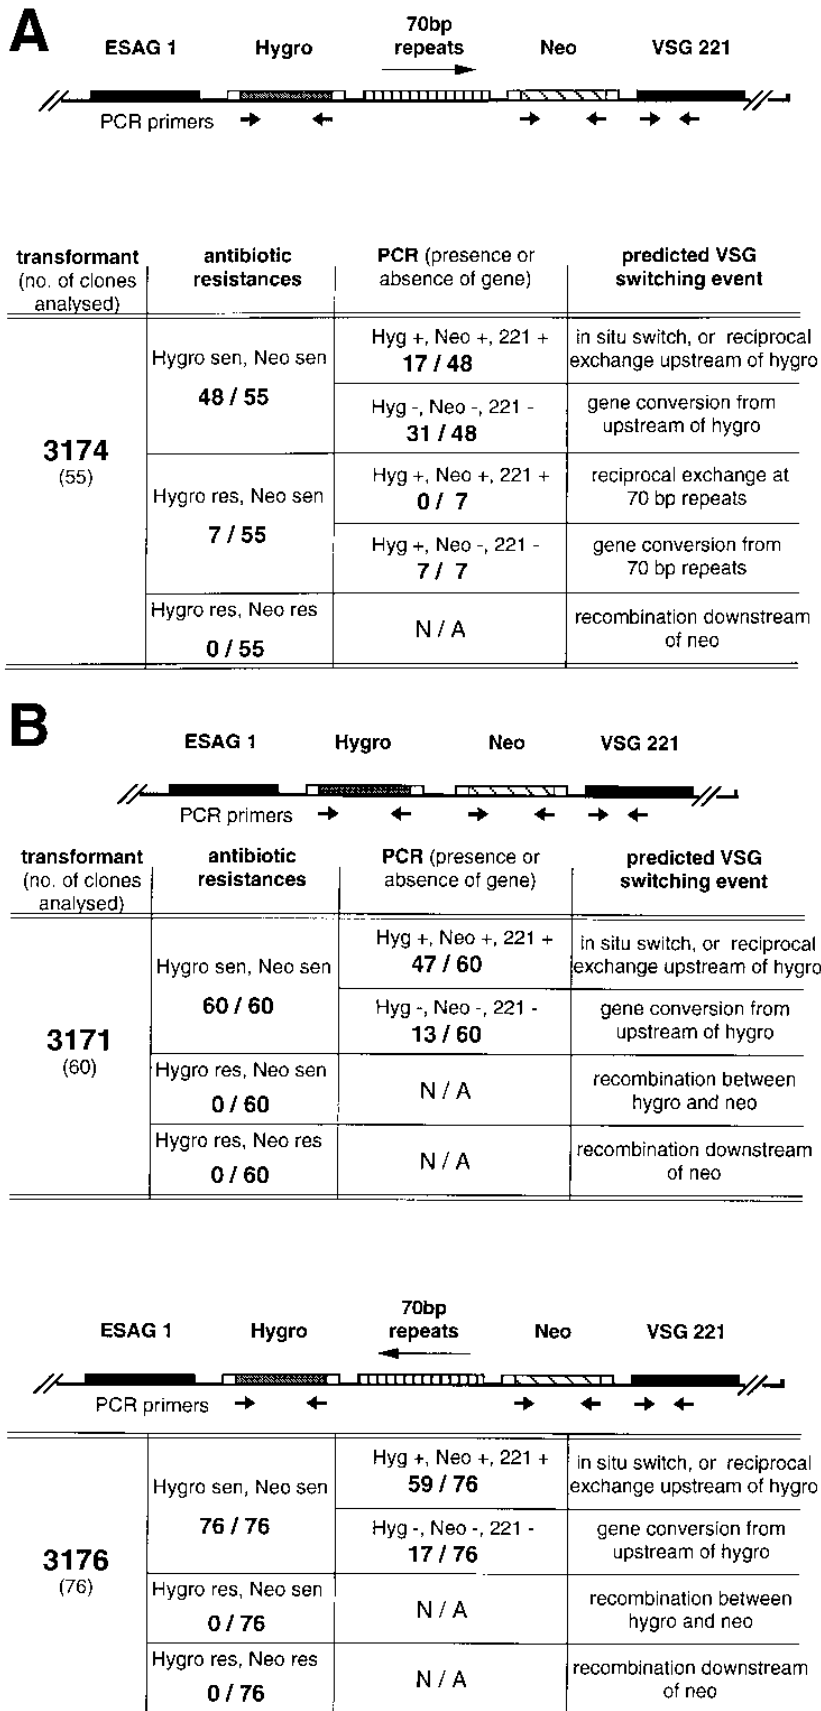 A
70bp
ESAG 1 Hygro repeats Neo VSG 221
PCR primers
transformant antibiotic PCR (presence or predicted VSG
(no. of clones resistances absence of gene) switching event
analysed)
Hyg +, Neo +, 221 + in situ switch, or reciprocal
Hygro sen, Neo sen 17 / 48 exchange upstream of hygro
48 / 55 Hyg -, Neo -, 221 - gene conversion from
31 / 48 upstream of hygro
3174
(55)
Hyg +, Neo +, 221 + reciprocal exchange at
Hygro res, Neo sen 0 / 7 70 bp repeats
7 / 55 Hyg +, Neo -, 221 - gene conversion from
7 / 7 70 bp repeats
Hygro res, Neo res N / A recombination downstream
0 / 55 of neo
B
ESAG 1 Hygro Neo VSG 221
PCR primers
transformant antibiotic PCR (presence or predicted VSG
(no. of clones resistances absence of gene) switching event
analysed)
Hyg +, Neo +, 221 + in situ switch, or reciprocal
Hygro sen, Neo sen 47 / 60 exchange upstream of hygro
60 / 60 Hyg -, Neo -, 221 - gene conversion from
13 / 60 upstream of hygro
3171
(60)
Hygro res, Neo sen N / A recombination between
0 / 60 hygro and neo
Hygro res, Neo res N / A recombination downstream
0 / 60 of neo
70bp
ESAG 1 Hygro repeats Neo VSG 221
PCR primers
Hyg +, Neo +, 221 + in situ switch, or reciprocal
Hygro sen, Neo sen 59 / 76 exchange upstream of hygro
76 / 76 Hyg -, Neo -, 221 - gene conversion from
17 / 76 upstream of hygro
3176
(76)
Hygro res, Neo sen N / A recombination between
0 / 76 hygro and neo
Hygro res, Neo res N / A recombination downstream
0 / 76 of neo